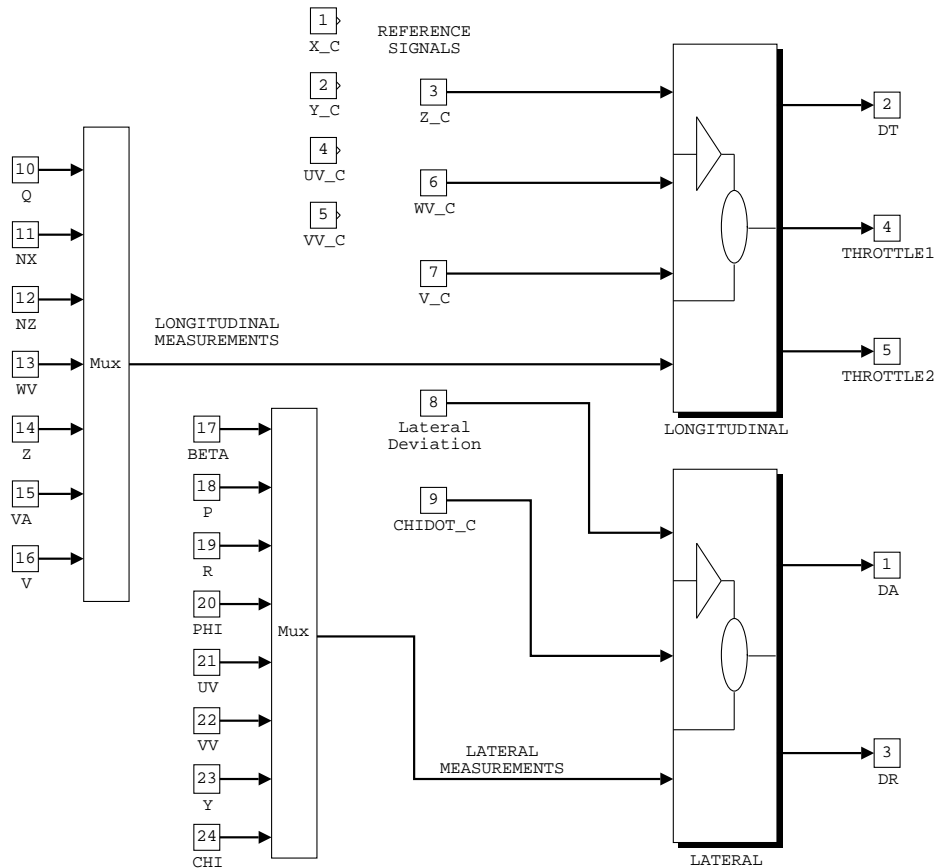 1
X_C
REFERENCE
SIGNALS
2
Y_C
3
Z_C
4
UV_C
5
VV_C
6
WV_C
7
V_C
2
DT
4
THROTTLE1
5
THROTTLE2
LONGITUDINAL
10
Q
11
NX
12
NZ
13
WV
14
Z
15
VA
16
V
Mux
LONGITUDINAL
MEASUREMENTS
8
Lateral
Deviation
9
CHIDOT_C
17
BETA
18
P
19
R
20
PHI
21
UV
22
VV
23
Y
24
CHI
Mux
LATERAL
MEASUREMENTS
1
DA
3
DR
LATERAL